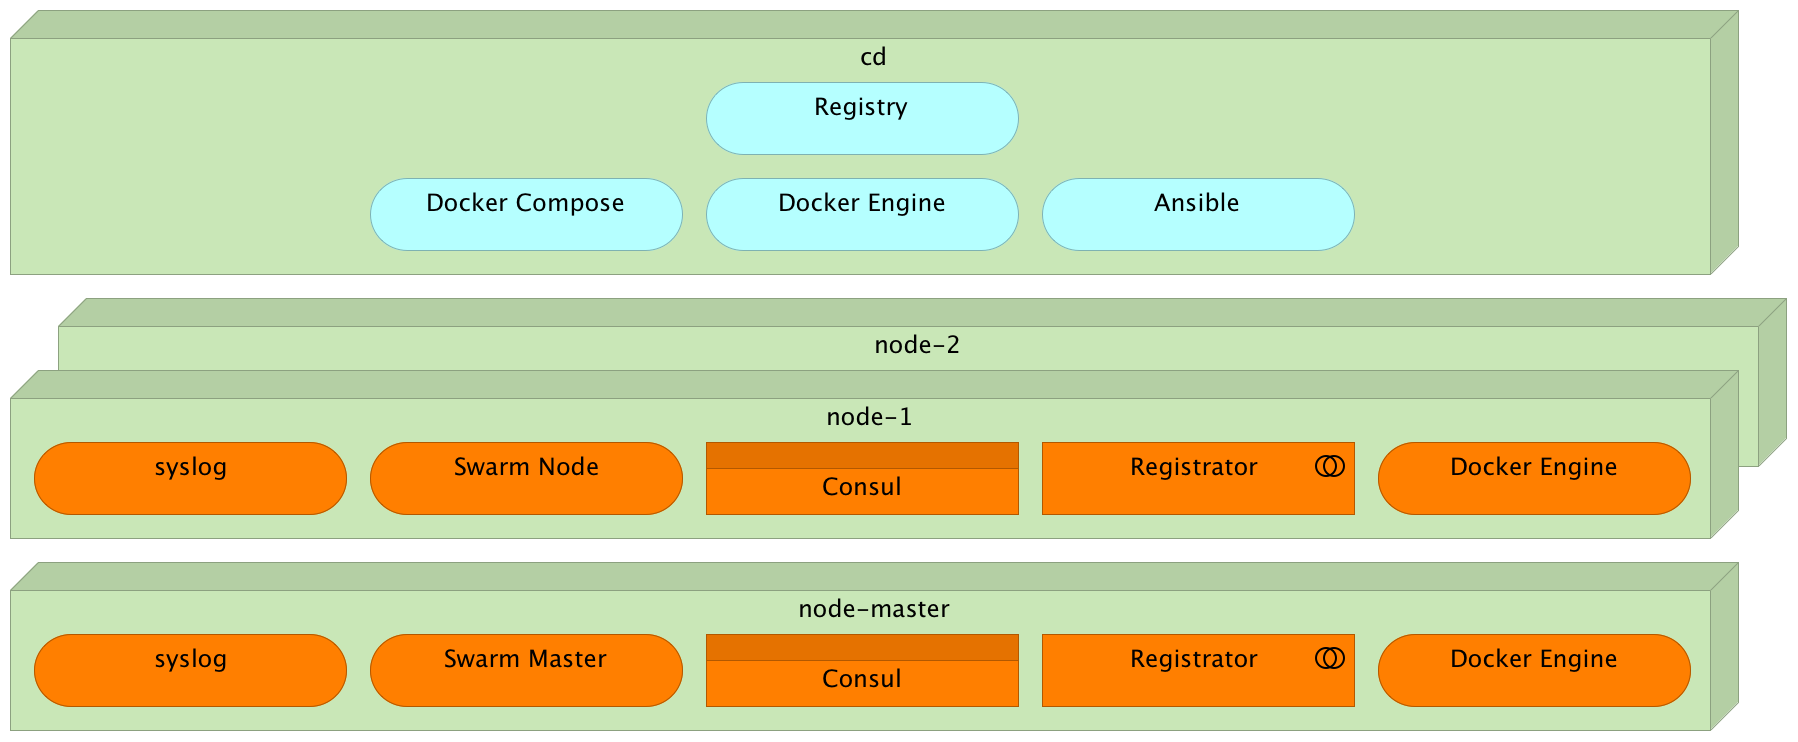 cd
Registry
Docker Compose
Docker Engine
Ansible
node-2
node-1
syslog
Swarm Node
Consul
Registrator
Docker Engine
node-master
syslog
Swarm Master
Consul
Registrator
Docker Engine